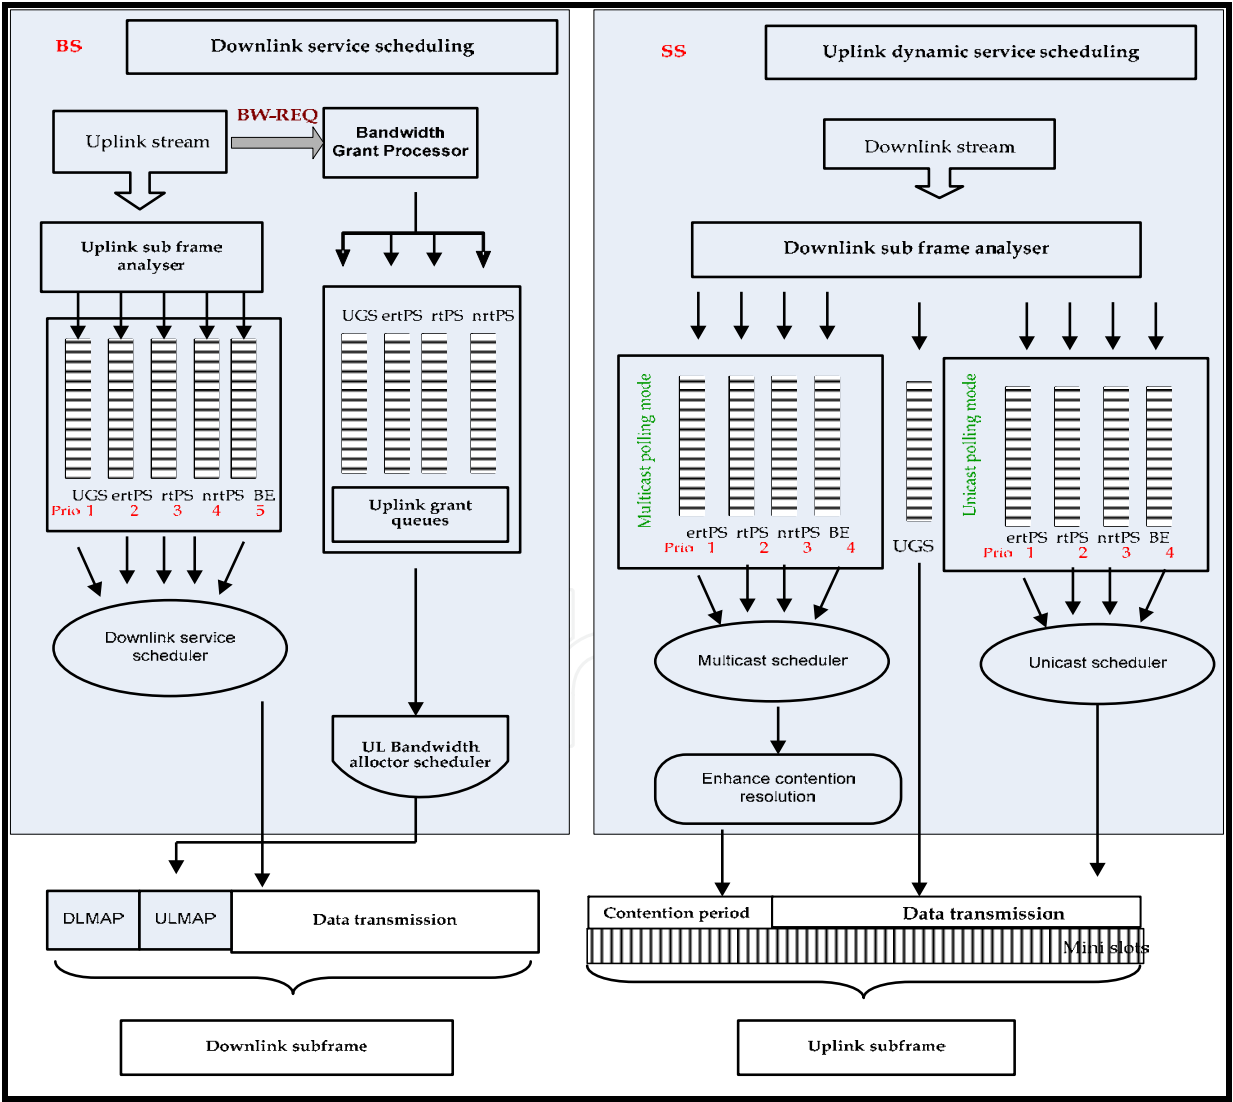 BS
Downlink service scheduling
Uplink stream
BW-REQ
Bandwidth
Grant Processor
Uplink sub frame
analyser
UGS ertPS rtPS nrtPS
UGS ertPS rtPS nrtPS BE
Prio 1 2 3 4 5
Uplink grant
queues
Downlink service
scheduler
UL Bandwidth
alloctor scheduler
DLMAP
ULMAP
Data transmission
Downlink subframe
SS
Uplink dynamic service scheduling
Downlink stream
Downlink sub frame analyser
Multicast polling mode
ertPS rtPS nrtPS BE
Prio 1 2 3 4
UGS
Unicast polling mode
ertPS rtPS nrtPS BE
Prio 1 2 3 4
Multicast scheduler
Unicast scheduler
Enhance contention
resolution
Contention period
Data transmission
Mini slots
Uplink subframe